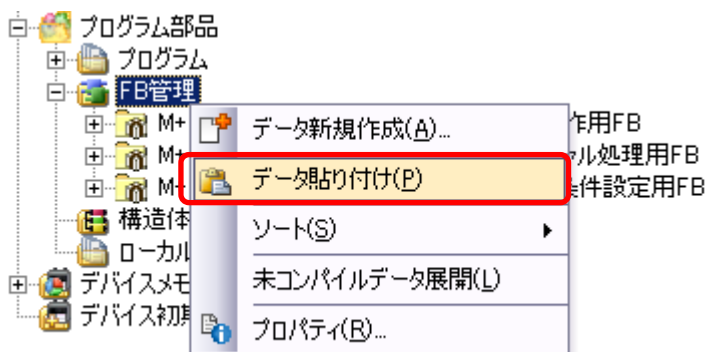 プログラム部品
プログラム
FB管理
M+ データ新規作成(A)... 作用FB
M+ ル処理用FB
データ貼り付け(P)
M- 条件設定用FB
構造体 ソート(S)
ローカル
デバイスメモ 未コンパイルデータ展開(L)
デバイス初期
プロパティ(R)...